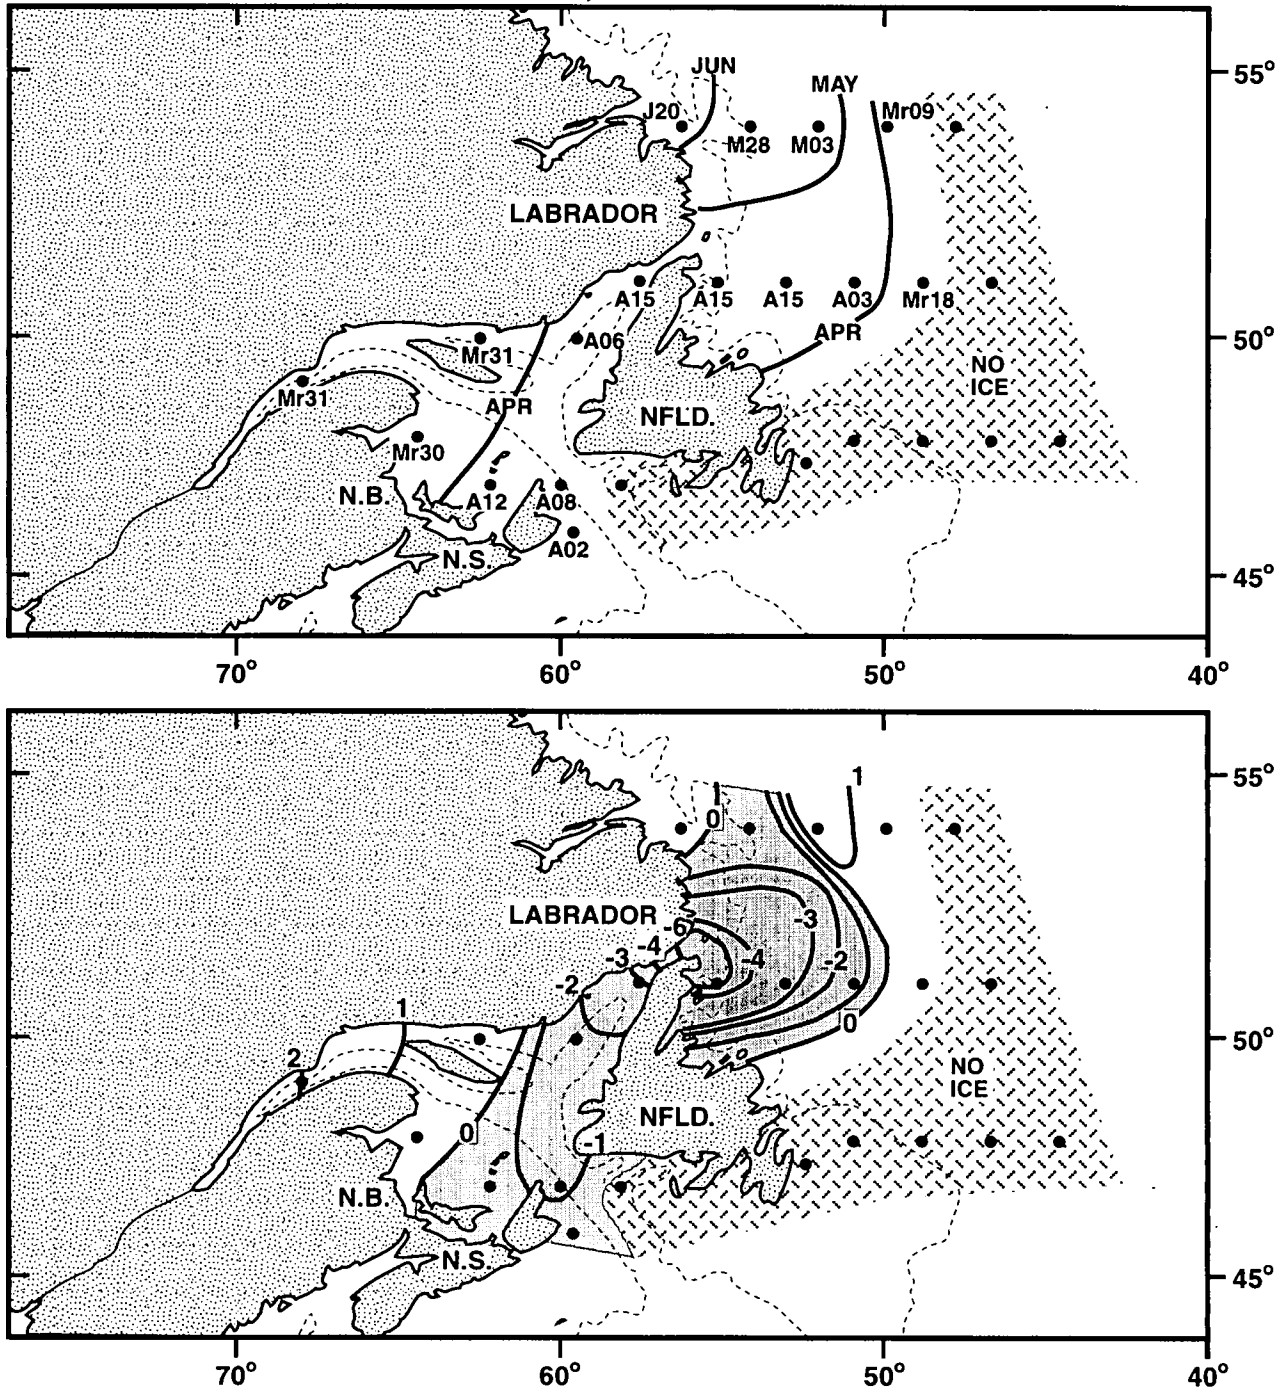 JUN
55°
MAY
J20
Mr09
M28
M03
LABRADOR
A15
A15
A15
A03
Mr18
APR
50°
A06
Mr31
NO
ICE
Mr31
APR
NFLD.
Mr30
N.B.
A12
A08
A02
N.S.
45°
70°
60°
50°
40°
55°
1
0
LABRADOR
-6
-3
-4
-3
-4
-2
-2
1
0
50°
2
NO
ICE
NFLD.
0
-1
N.B.
N.S.
45°
70°
60°
50°
40°